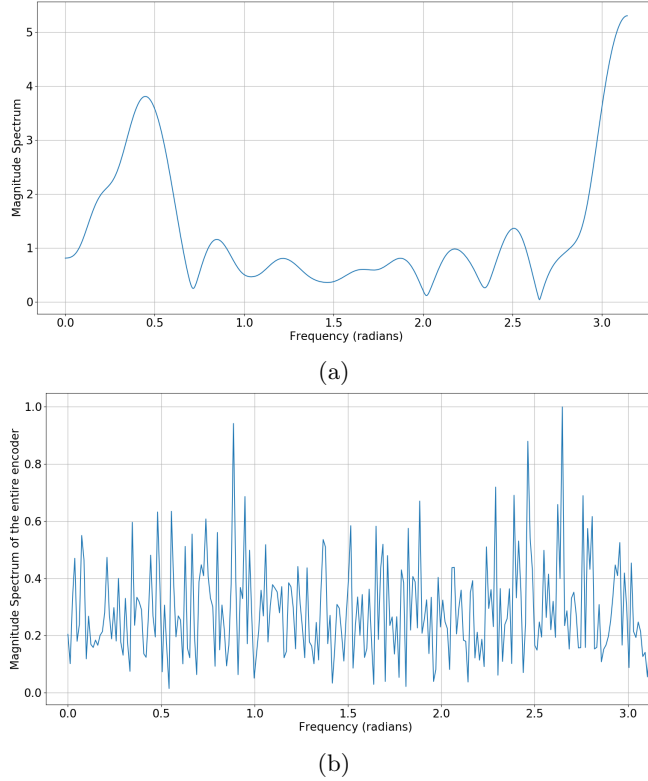 5
4
3
2
1
0
Magnitude Spectrum
0.0 0.5 1.0 1.5 2.0 2.5 3.0
Frequency (radians)
(a)
1.0
0.8
0.6
0.4
0.2
0.0
Magnitude Spectrum of the entire encoder
0.0 0.5 1.0 1.5 2.0 2.5 3.0
Frequency (radians)
(b)